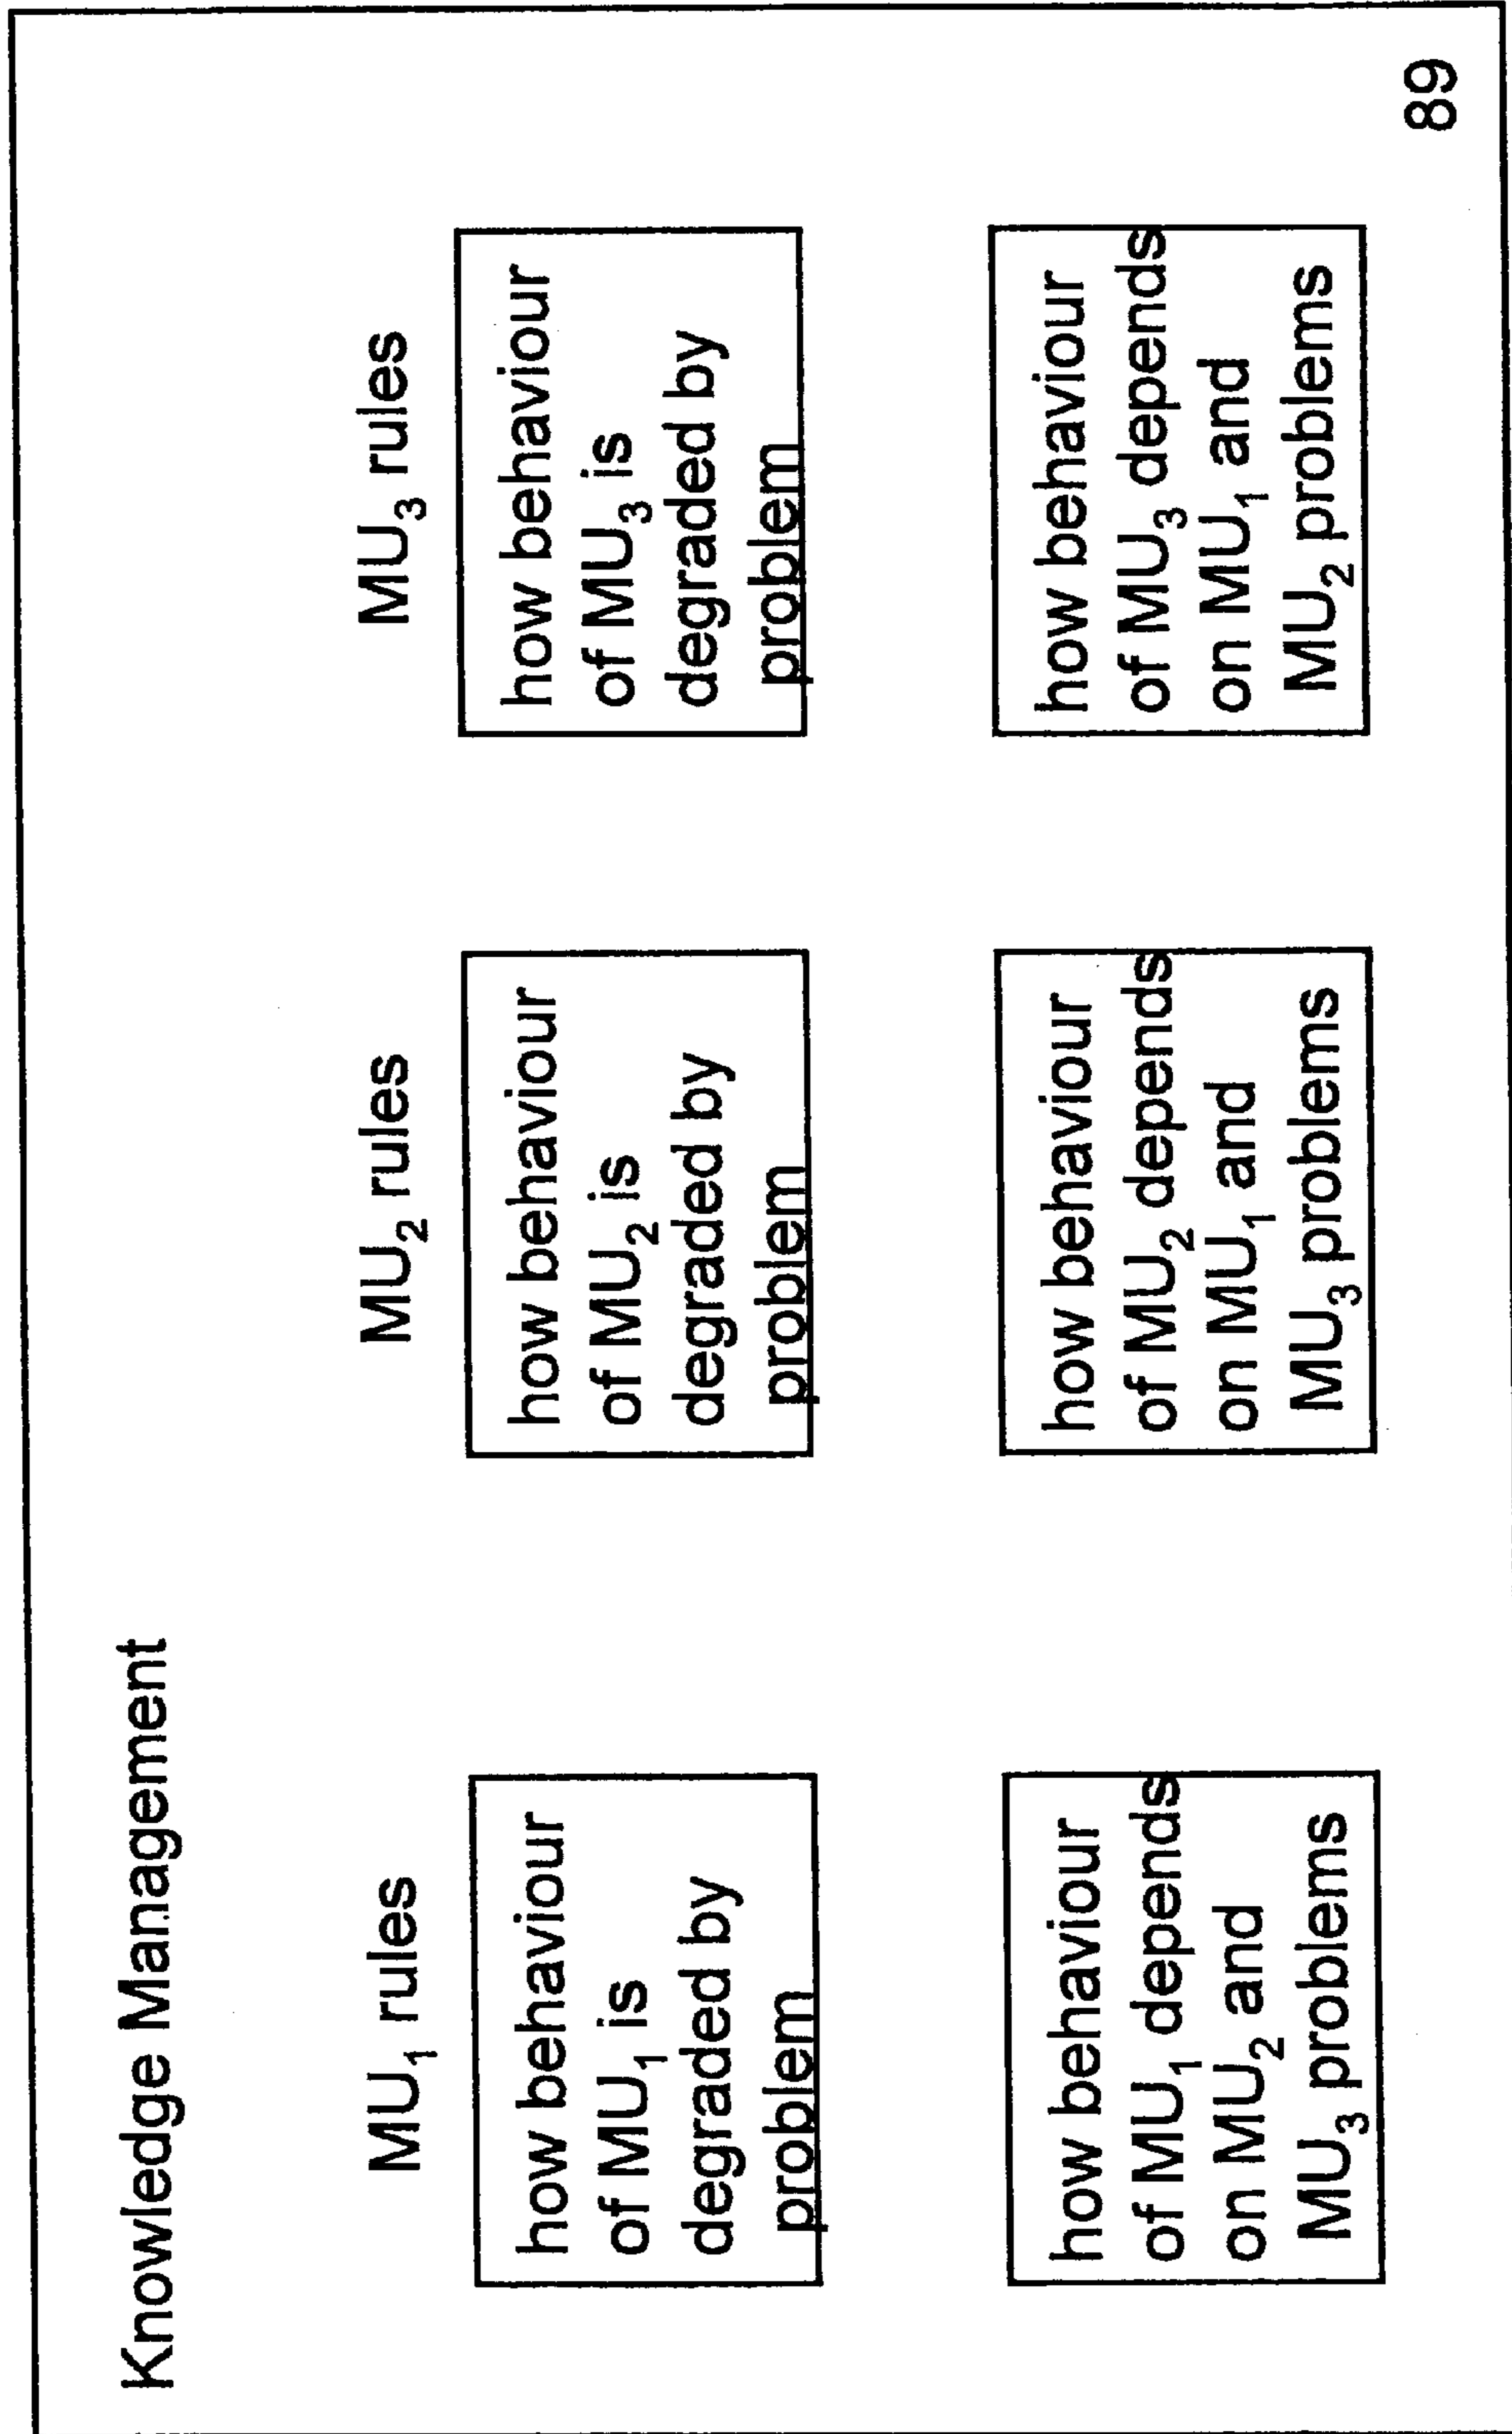 Knowledge Management
MU₁ rules
how behaviour
of MU₁ is
degraded by
problem
how behaviour
of MU₁ depends
on MU₂ and
MU₃ problems
MU₂ rules
how behaviour
of MU₂ is
degraded by
problem
how behaviour
of MU₂ depends
on MU₁ and
MU₃ problems
MU₃ rules
how behaviour
of MU₃ is
degraded by
problem
how behaviour
of MU₃ depends
on MU₁ and
MU₂ problems
89